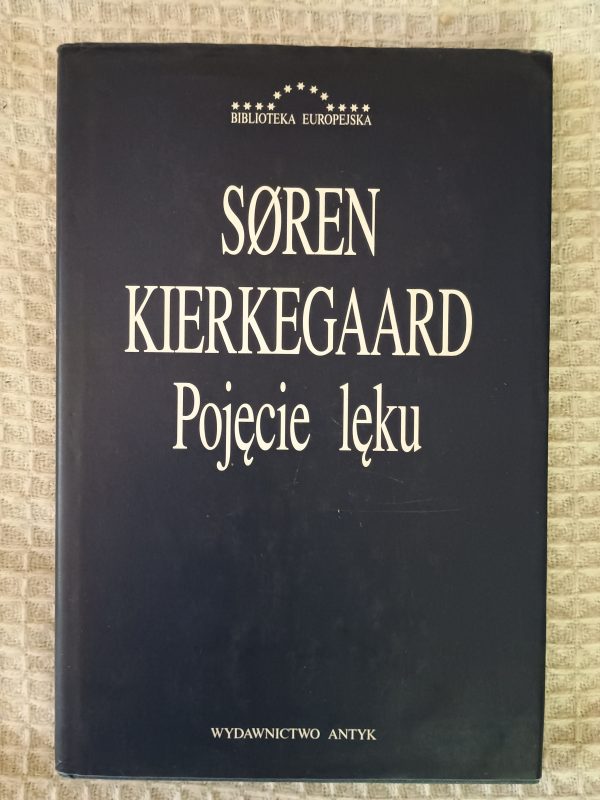 BIBLIOTEKA EUROPEJSKA
SØREN
KIERKEGAARD
Pojęcie lęku
WYDAWNICTWO ANTYK